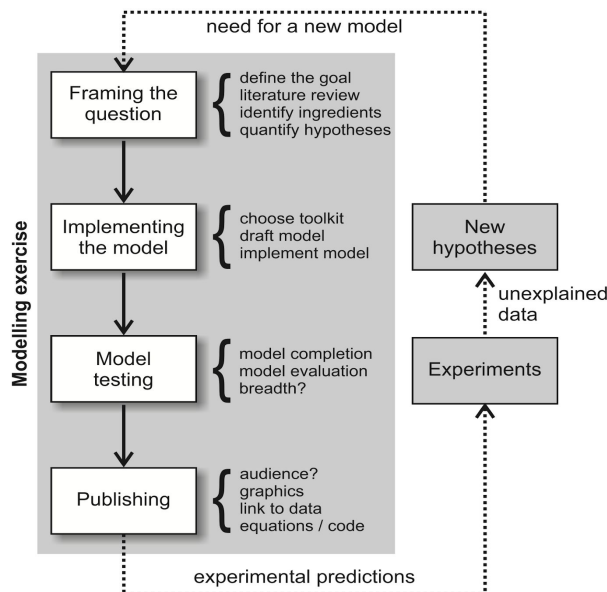 need for a new model
Framing the
question
define the goal
literature review
identify ingredients
quantify hypotheses
Implementing
the model
choose toolkit
draft model
implement model
Modelling exercise
Model
testing
model completion
model evaluation
breadth?
Publishing
audience?
graphics
link to data
equations / code
New
hypotheses
unexplained
data
Experiments
experimental predictions